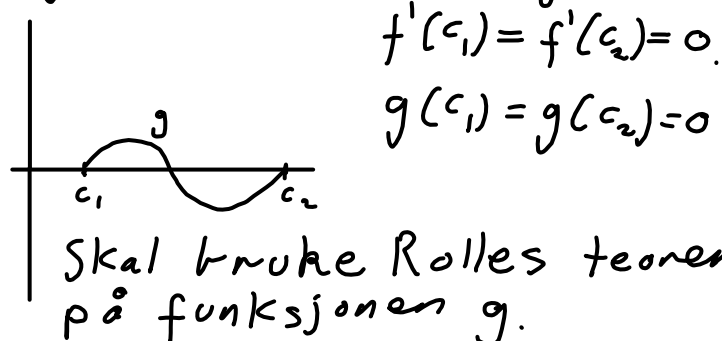 f'(c₁) = f'(c₂) = 0.
g(c₁) = g(c₂) = 0
g
c₁ c₂
Skal bruke Rolles teorem
på funksjonen g.